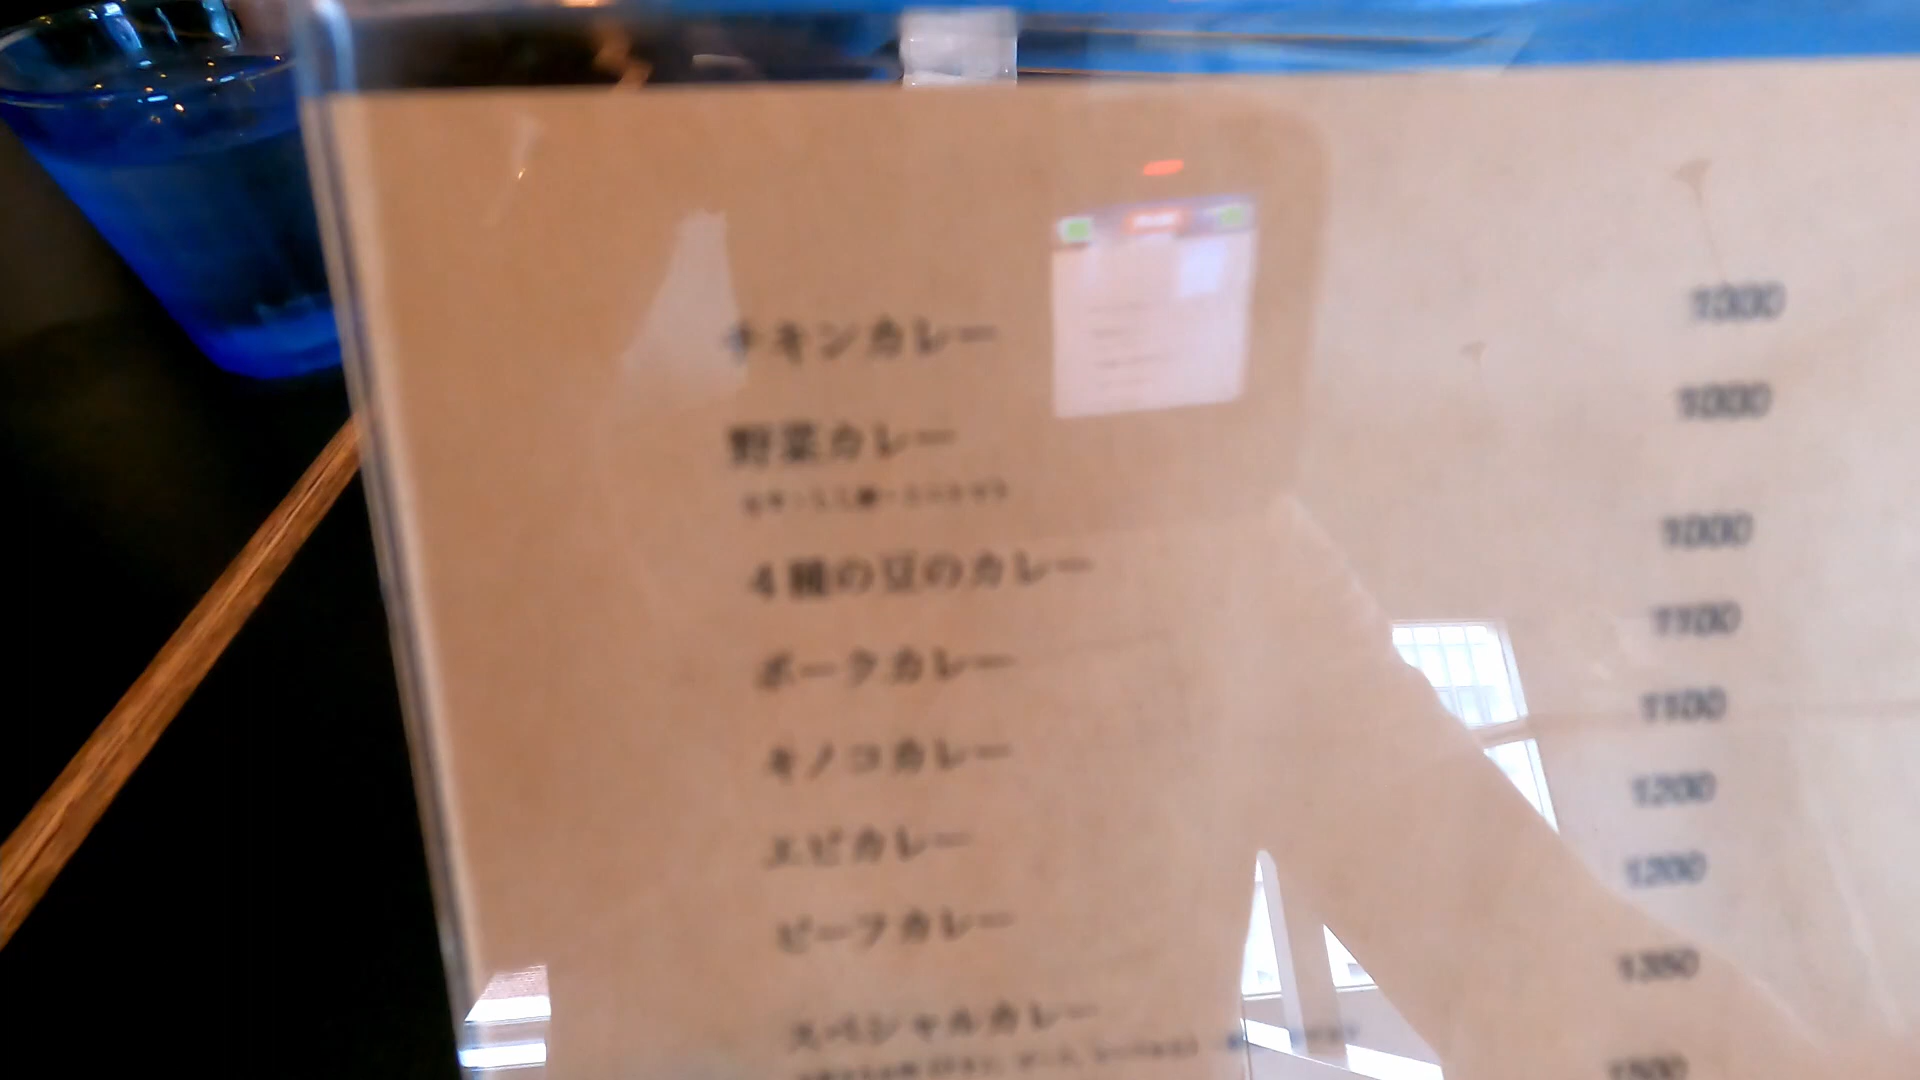 チキンカレー 1000
野菜カレー 1000
4種の豆のカレー 1000
ポークカレー 1100
キノコカレー 1100
エビカレー 1200
ビーフカレー 1200
スペシャルカレー 1350
1500